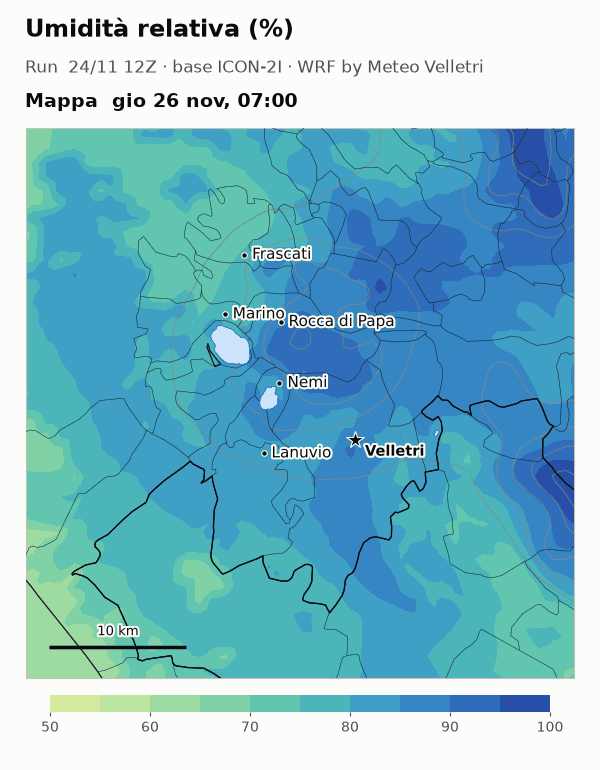 Umidità relativa (%)
Run  24/11 12Z · base ICON-2I · WRF by Meteo Velletri
Mappa  gio 26 nov, 07:00
Frascati
Marino
Rocca di Papa
Nemi
Velletri
Lanuvio
10 km
50 60 70 80 90 100